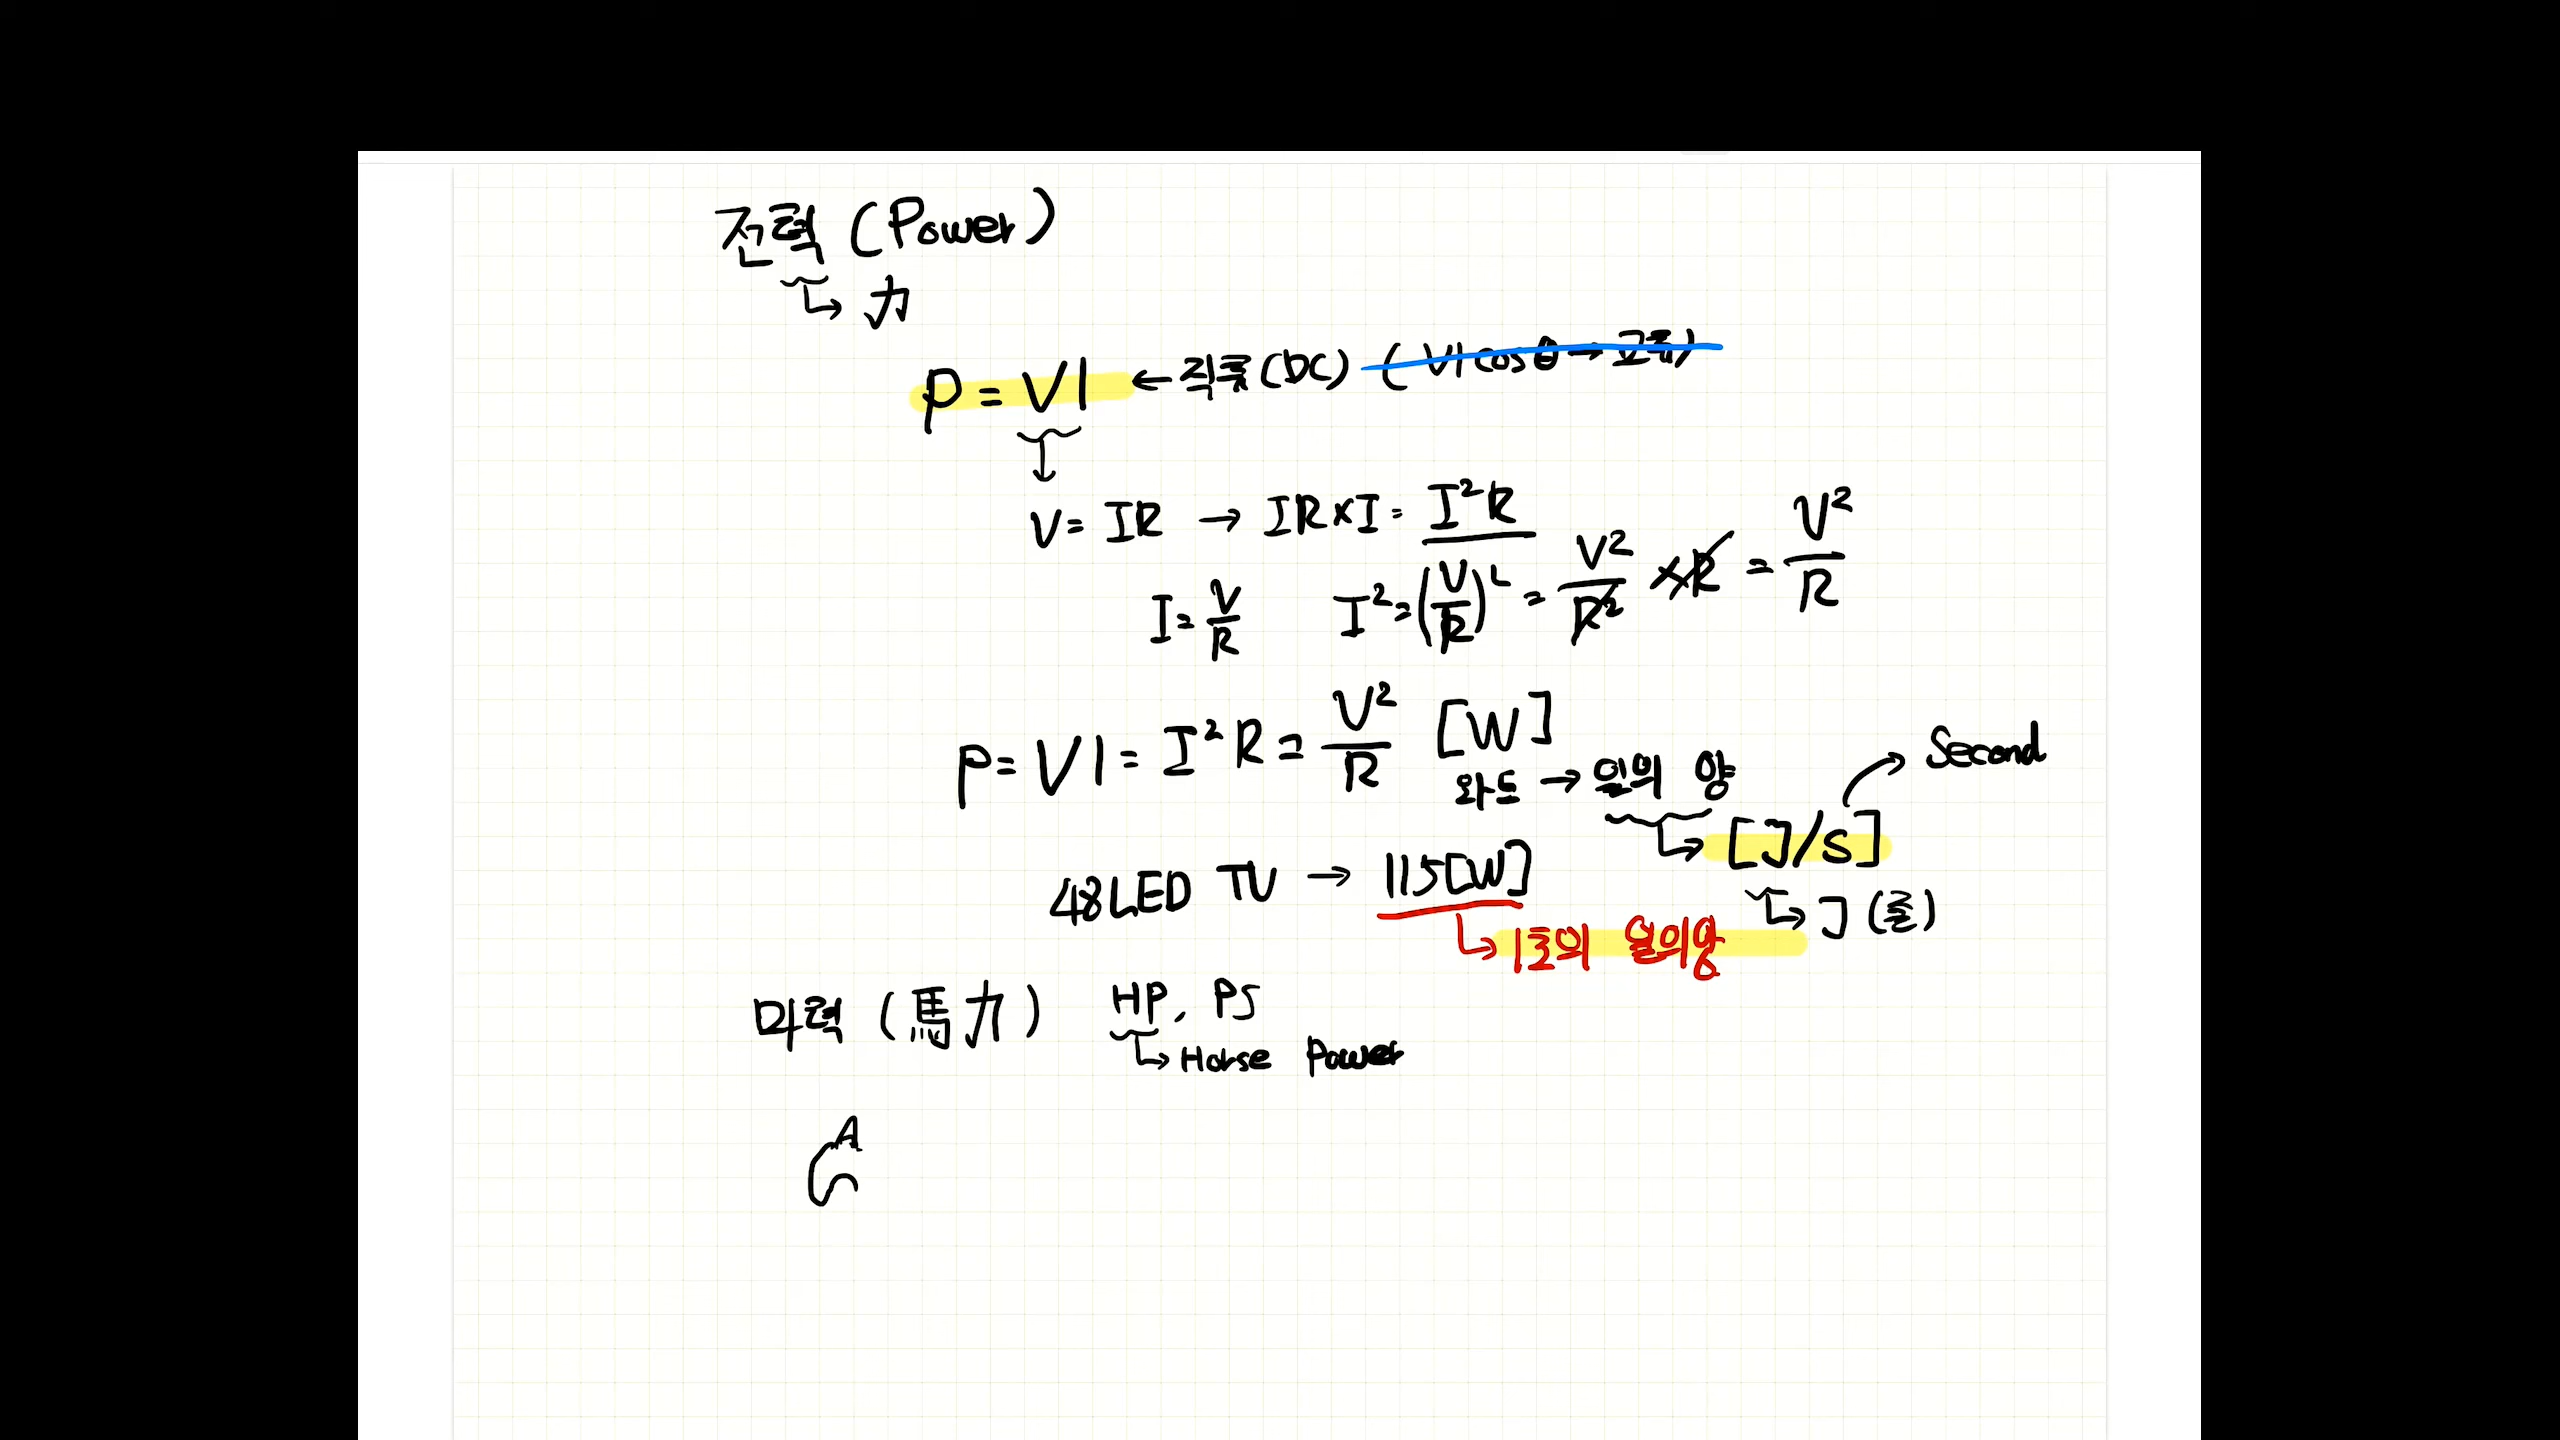 전력 (Power)
↳ 力
P = VI ← 직류 (DC) (VI cos θ → 교류)
V = IR → IR×I = I²R
I = V/R I² = (V/R)² = V²/R² × R = V²/R
P = VI = I²R = V²/R [W]
와트 → 일의 양
Second
↳ [J/S]
↳ J (줄)
48LED TV → 115[W]
↳ 1초의 일의양
마력 (馬力) HP, PS
↳ Horse Power